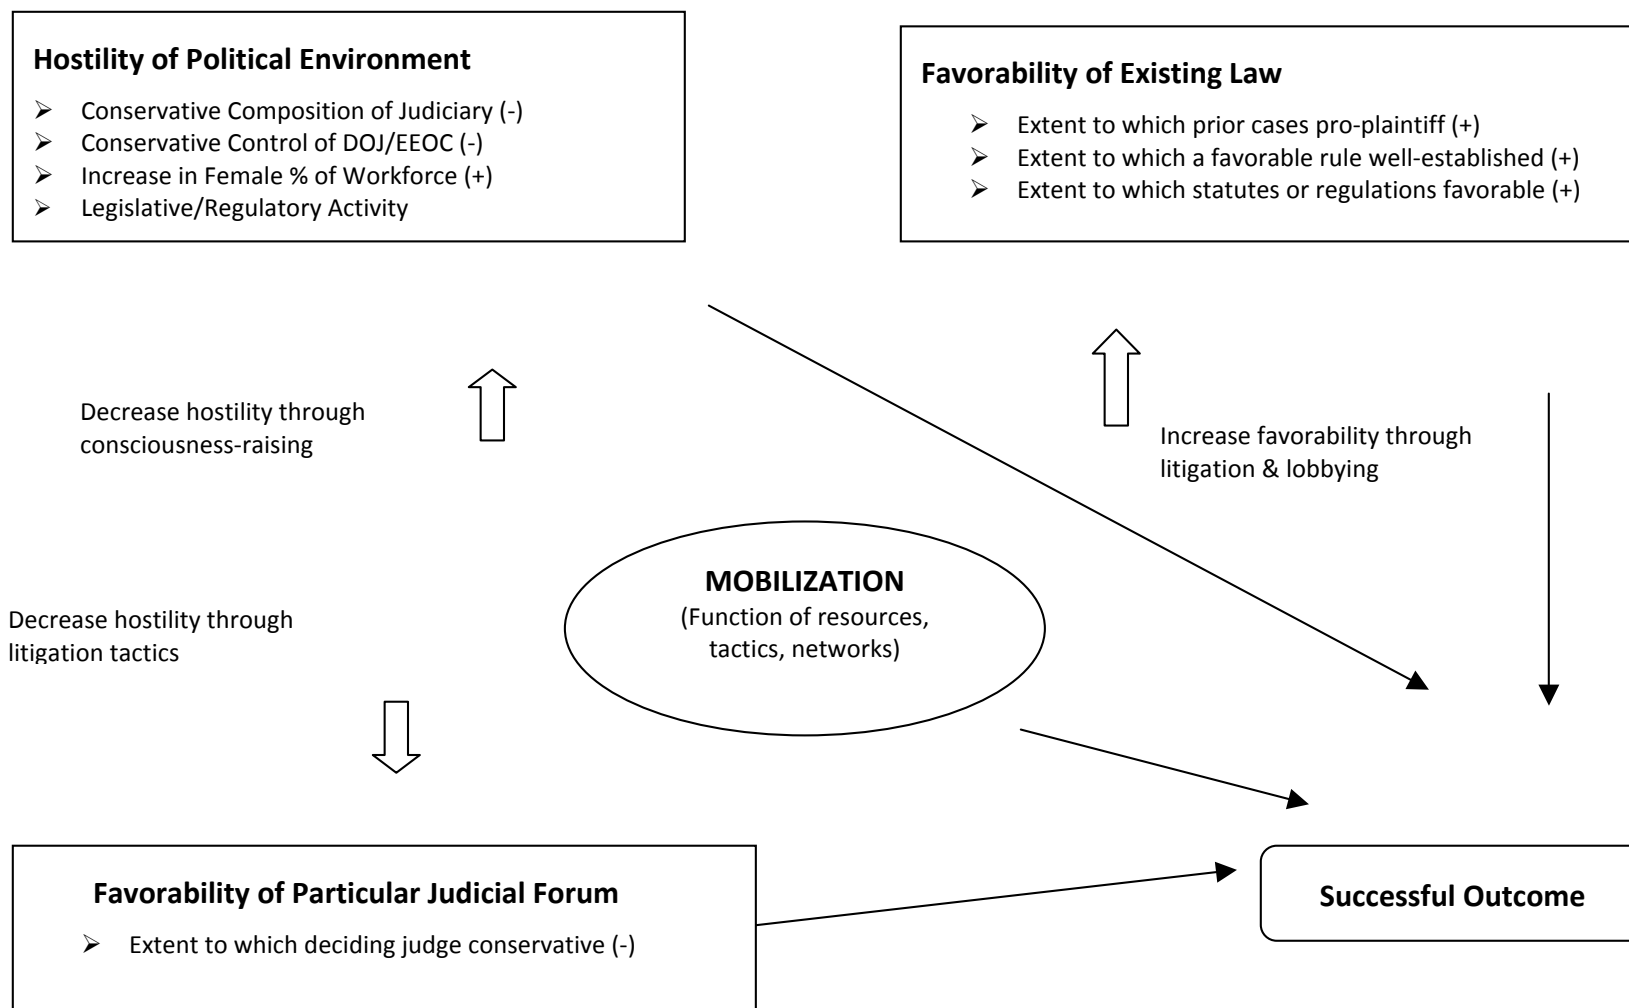 Hostility of Political Environment
➢ Conservative Composition of Judiciary (-)
➢ Conservative Control of DOJ/EEOC (-)
➢ Increase in Female % of Workforce (+)
➢ Legislative/Regulatory Activity
Favorability of Existing Law
➢ Extent to which prior cases pro-plaintiff (+)
➢ Extent to which a favorable rule well-established (+)
➢ Extent to which statutes or regulations favorable (+)
Decrease hostility through
consciousness-raising
Increase favorability through
litigation & lobbying
MOBILIZATION
(Function of resources,
tactics, networks)
Decrease hostility through
litigation tactics
Favorability of Particular Judicial Forum
➢ Extent to which deciding judge conservative (-)
Successful Outcome